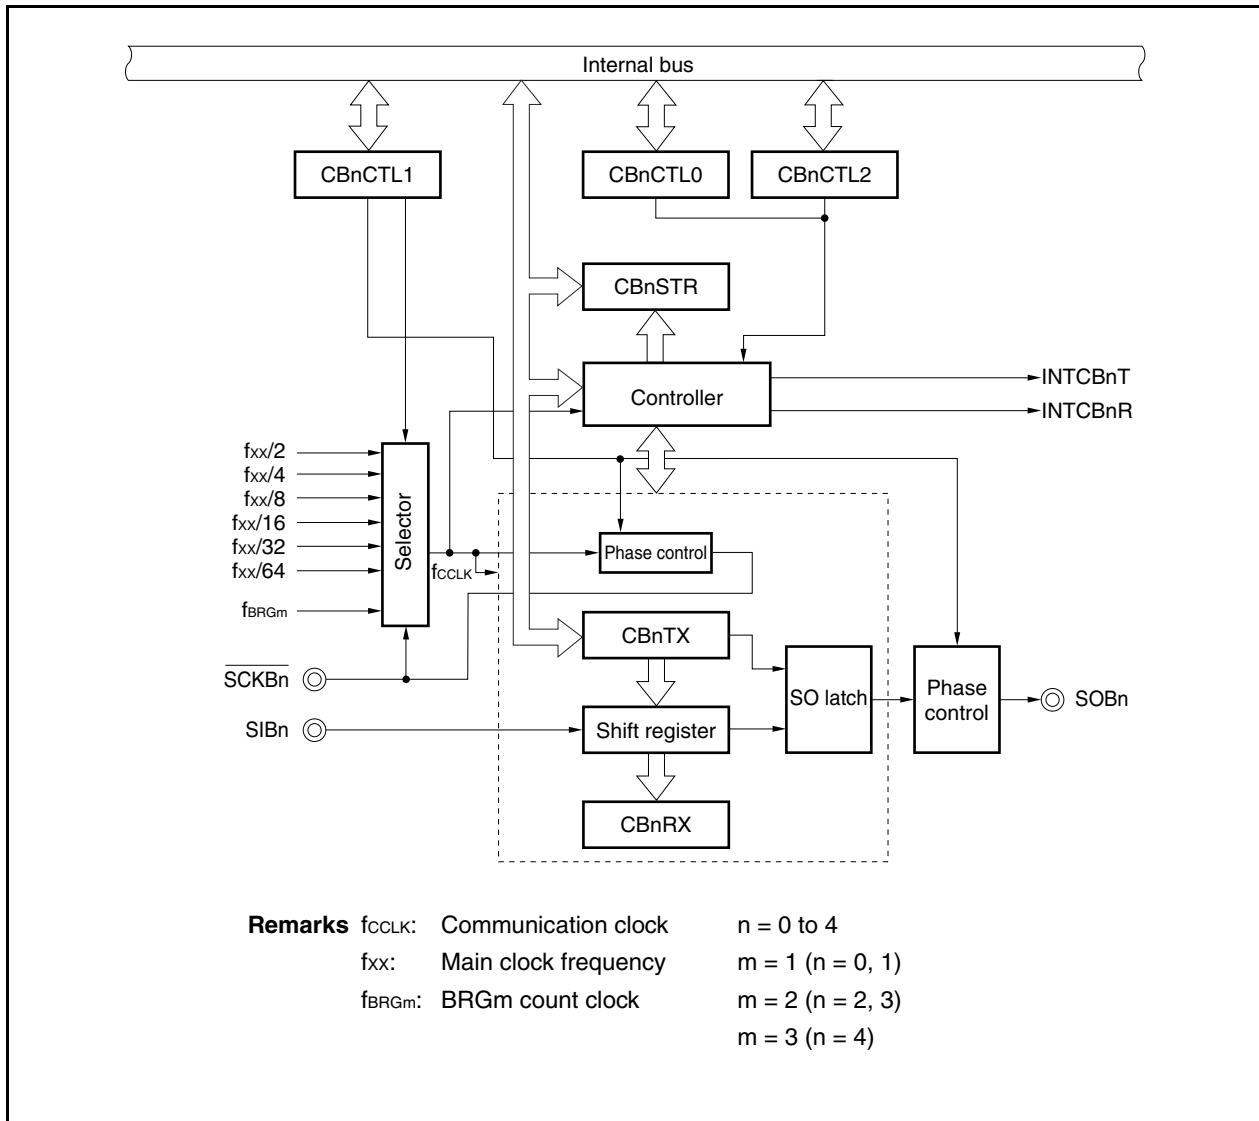 Internal bus
CBnCTL1
CBnCTL0
CBnCTL2
CBnSTR
Controller
INTCBnT
INTCBnR
fXX/2
fXX/4
fXX/8
fXX/16
fXX/32
fXX/64
fBRGm
Selector
fCCLK
Phase control
SCKBn
SIBn
CBnTX
Shift register
CBnRX
SO latch
Phase
control
SOBn
Remarks fCCLK: Communication clock n = 0 to 4
fXX: Main clock frequency m = 1 (n = 0, 1)
fBRGm: BRGm count clock m = 2 (n = 2, 3)
m = 3 (n = 4)